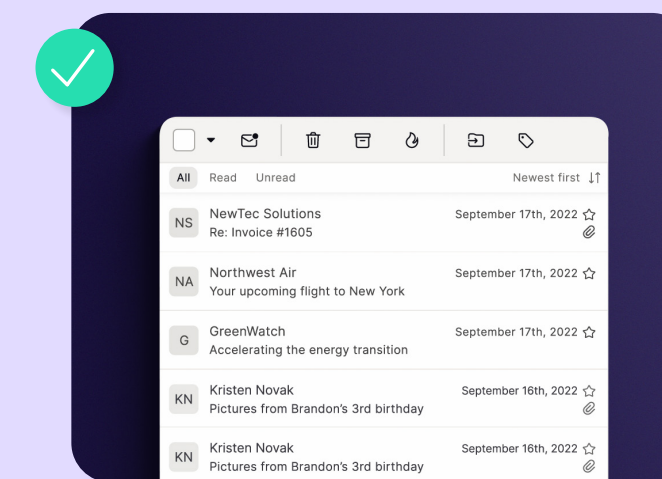 All Read Unread Newest first
NS NewTec Solutions September 17th, 2022
Re: Invoice #1605
NA Northwest Air September 17th, 2022
Your upcoming flight to New York
G GreenWatch September 17th, 2022
Accelerating the energy transition
KN Kristen Novak September 16th, 2022
Pictures from Brandon’s 3rd birthday
KN Kristen Novak September 16th, 2022
Pictures from Brandon’s 3rd birthday